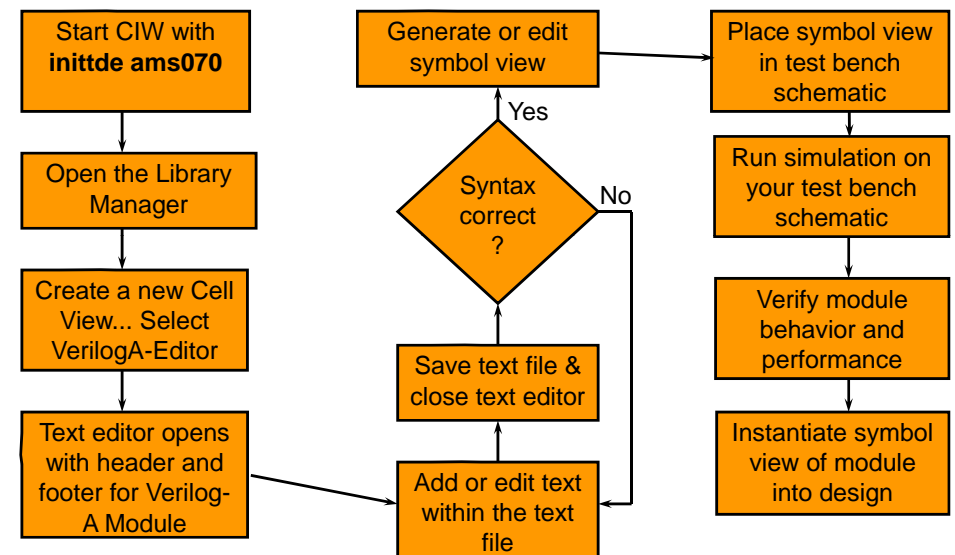 Start CIW with
inittde ams070
Open the Library
Manager
Create a new Cell
View... Select
VerilogA-Editor
Text editor opens
with header and
footer for Verilog-
A Module
Generate or edit
symbol view
Yes
Syntax
correct
?
No
Save text file &
close text editor
Add or edit text
within the text
file
Place symbol view
in test bench
schematic
Run simulation on
your test bench
schematic
Verify module
behavior and
performance
Instantiate symbol
view of module
into design